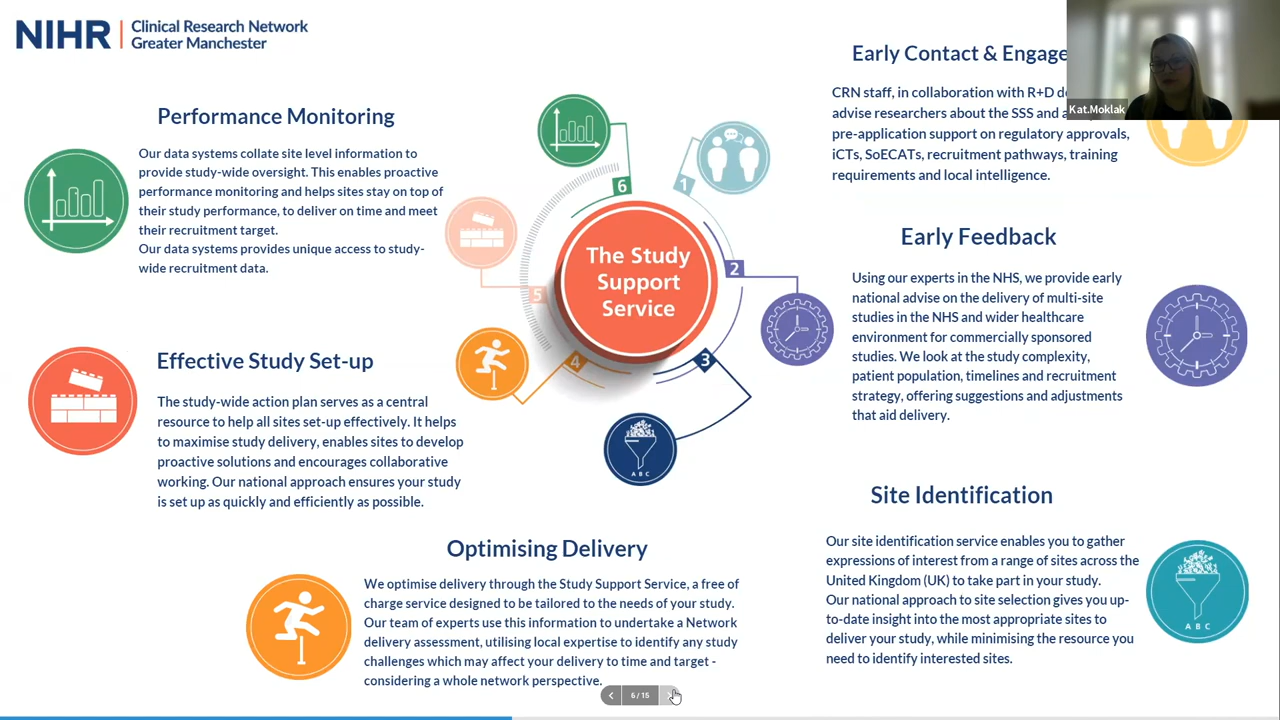 NIHR | Clinical Research Network
Greater Manchester
Kat.Moklak
Early Contact & Engage
CRN staff, in collaboration with R+D
advise researchers about the SSS and
pre-application support on regulatory approvals,
iCTs, SoECATs, recruitment pathways, training
requirements and local intelligence.
Performance Monitoring
Our data systems collate site level information to
provide study-wide oversight. This enables proactive
performance monitoring and helps sites stay on top of
their study performance, to deliver on time and meet
their recruitment target.
Our data systems provides unique access to study-
wide recruitment data.
6
1
5
2
4
3
The Study
Support
Service
A B C
Early Feedback
Using our experts in the NHS, we provide early
national advise on the delivery of multi-site
studies in the NHS and wider healthcare
environment for commercially sponsored
studies. We look at the study complexity,
patient population, timelines and recruitment
strategy, offering suggestions and adjustments
that aid delivery.
Effective Study Set-up
The study-wide action plan serves as a central
resource to help all sites set-up effectively. It helps
to maximise study delivery, enables sites to develop
proactive solutions and encourages collaborative
working. Our national approach ensures your study
is set up as quickly and efficiently as possible.
Site Identification
Our site identification service enables you to gather
expressions of interest from a range of sites across the
United Kingdom (UK) to take part in your study.
Our national approach to site selection gives you up-
to-date insight into the most appropriate sites to
deliver your study, while minimising the resource you
need to identify interested sites.
A B C
Optimising Delivery
We optimise delivery through the Study Support Service, a free of
charge service designed to be tailored to the needs of your study.
Our team of experts use this information to undertake a Network
delivery assessment, utilising local expertise to identify any study
challenges which may affect your delivery to time and target -
considering a whole network perspective.
6 / 15